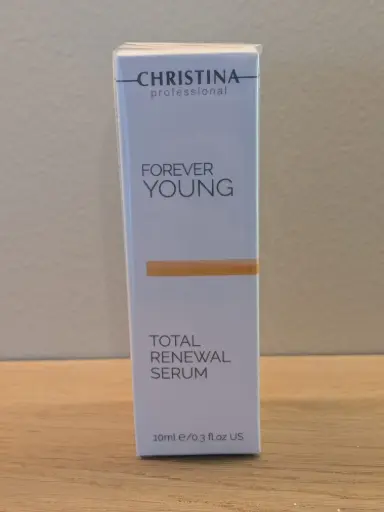 CHRISTINA
professional
FOREVER
YOUNG
TOTAL
RENEWAL
SERUM
10ml e/0.3 fl.oz US